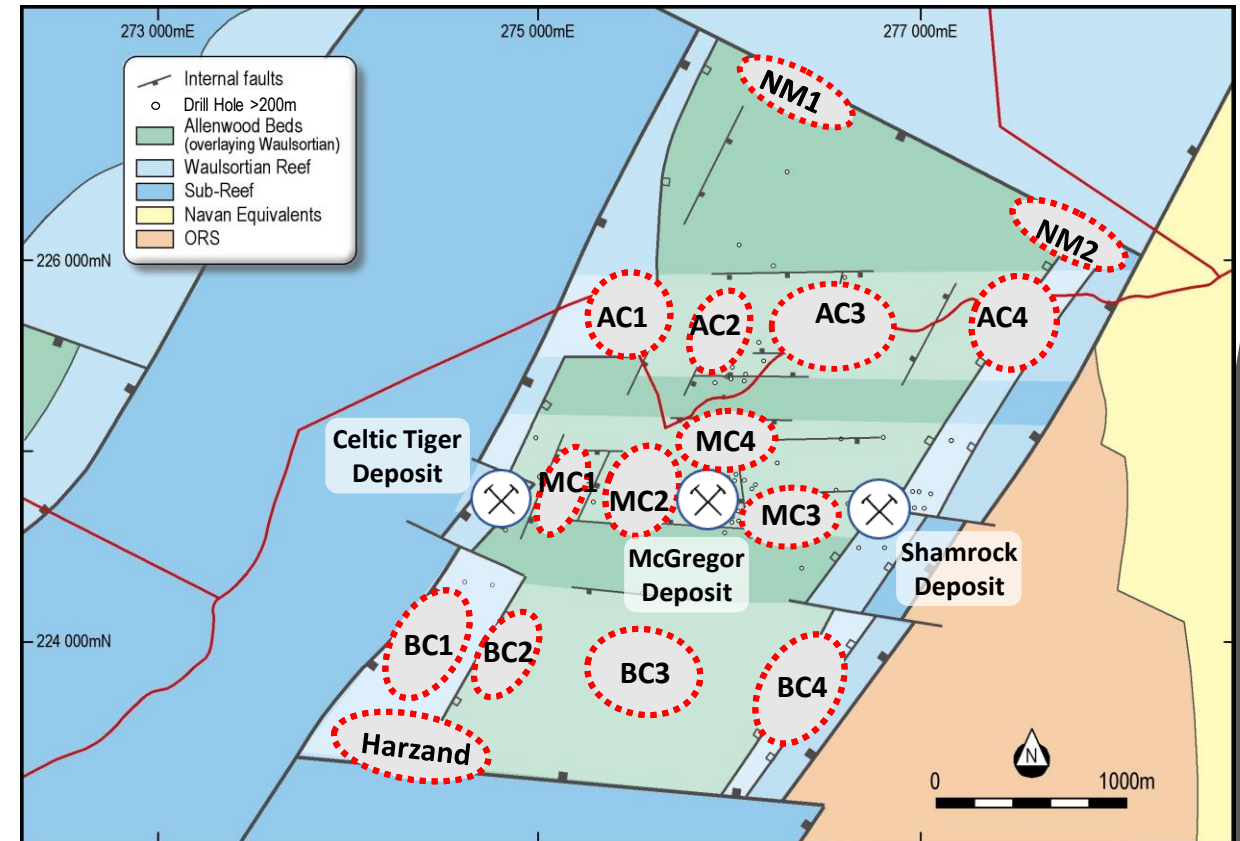 273 000mE
275 000mE
277 000mE
Internal faults
Drill Hole >200m
Allenwood Beds
(overlaying Waulsortian)
Waulsortian Reef
Sub-Reef
Navan Equivalents
ORS
NM1
NM2
226 000mN
AC1
AC2
AC3
AC4
Celtic Tiger
Deposit
MC4
MC1
MC2
MC3
McGregor
Deposit
Shamrock
Deposit
224 000mN
BC1
BC2
BC3
BC4
Harzand
N
0
1000m